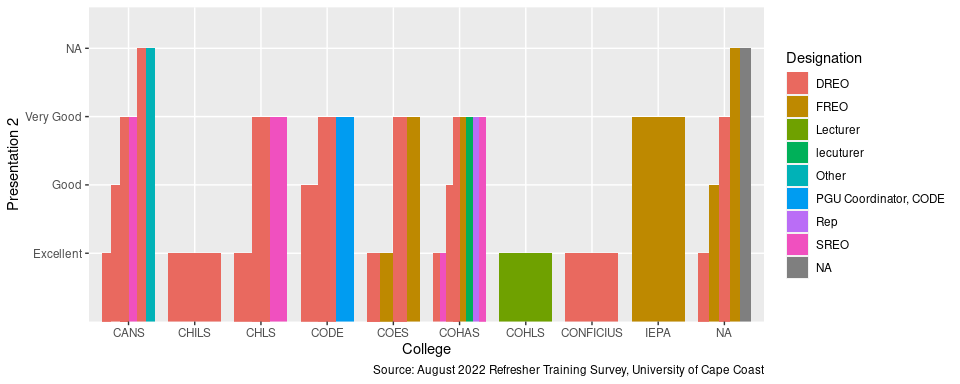 Presentation 2
NA
Very Good
Good
Excellent
CANS CHILS CHLS CODE COES COHAS COHLS CONFICIUS IEPA NA
College
Source: August 2022 Refresher Training Survey, University of Cape Coast
Designation
DREO
FREO
Lecturer
lecuturer
Other
PGU Coordinator, CODE
Rep
SREO
NA